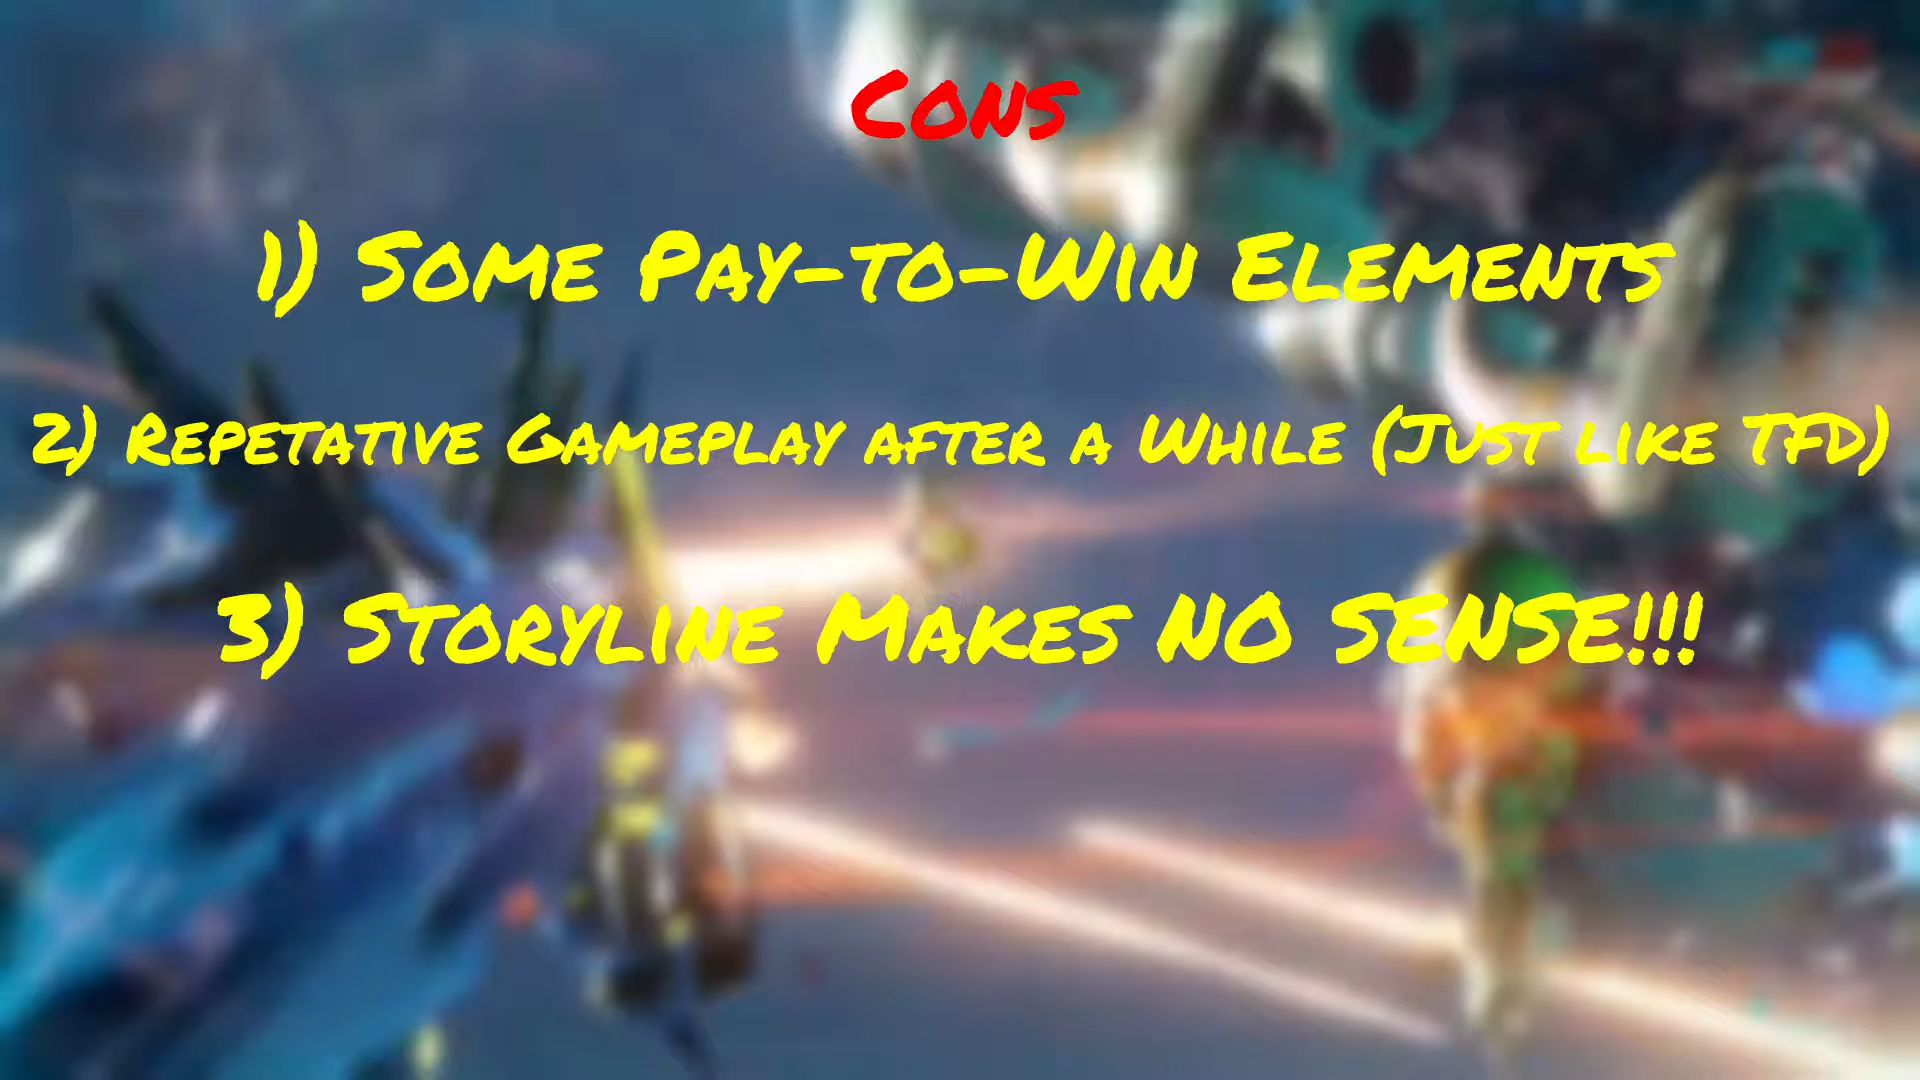 Cons
1) Some Pay-to-Win Elements
2) Repetative Gameplay after a While (Just like TFD)
3) Storyline Makes NO SENSE!!!